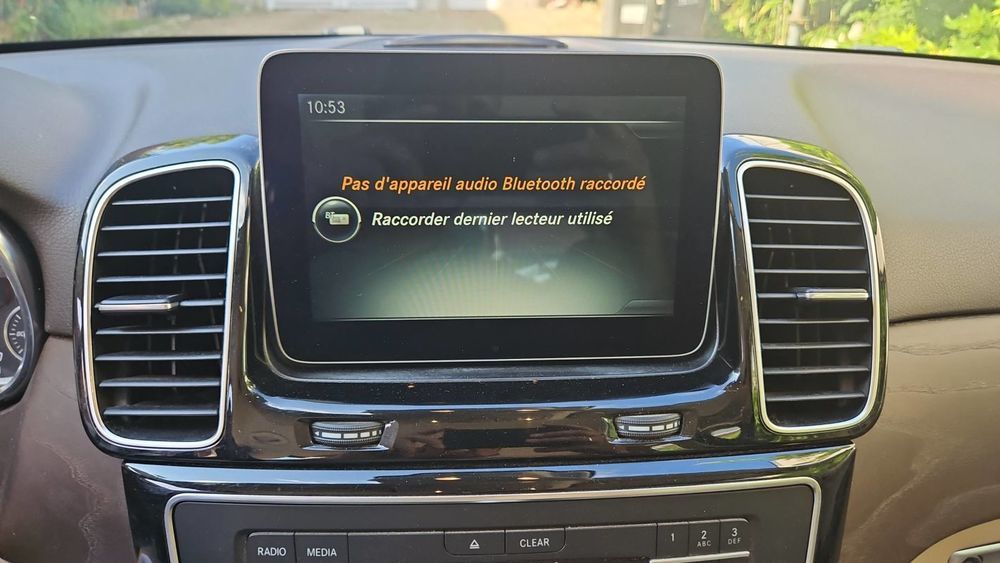 10:53
Pas d'appareil audio Bluetooth raccordé
BT
Raccorder dernier lecteur utilisé
RADIO
MEDIA
CLEAR
1
2 ABC
3 DEF